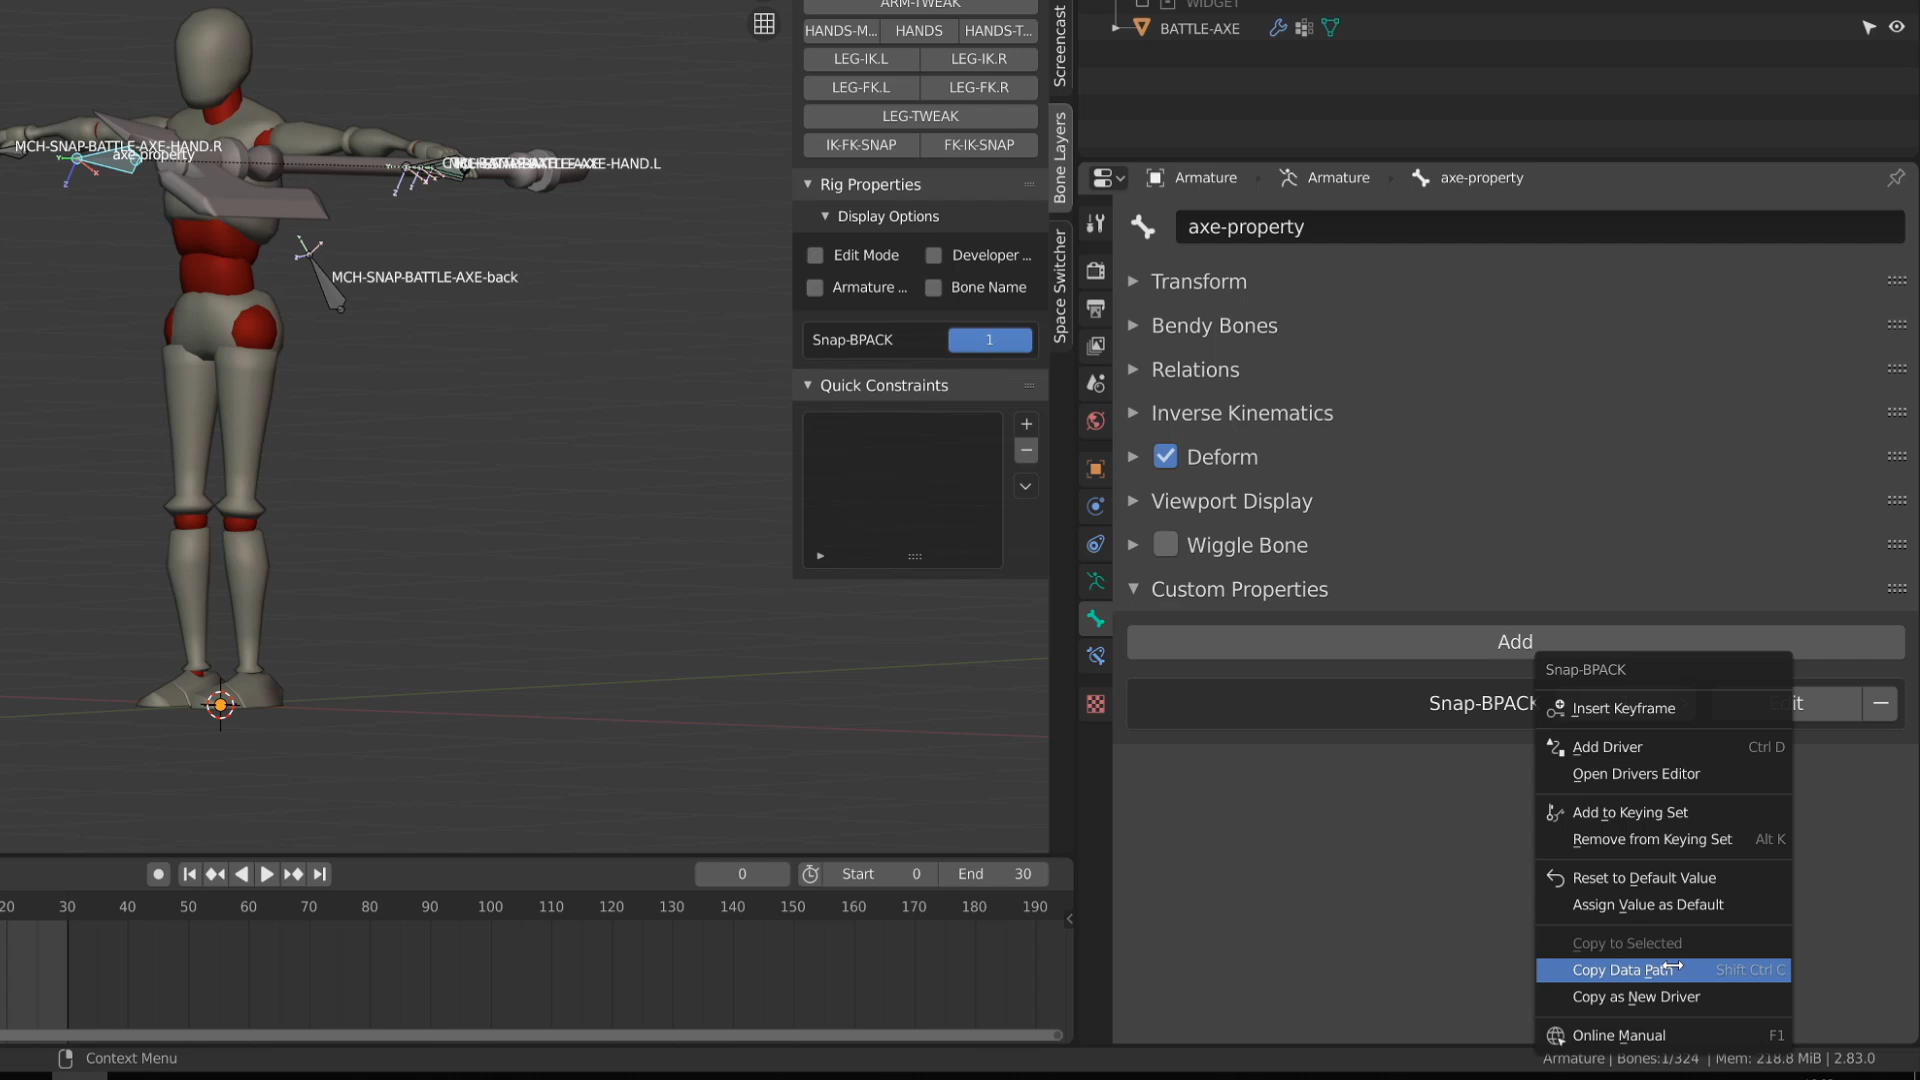 ARM-TWEAK
HANDS-M... HANDS HANDS-T...
LEG-IK.L LEG-IK.R
LEG-FK.L LEG-FK.R
LEG-TWEAK
IK-FK-SNAP FK-IK-SNAP
Rig Properties
Display Options
Edit Mode Developer ...
Armature ... Bone Name
Snap-BPACK 1
Quick Constraints
Screencast
Bone Layers
Space Switcher
MCH-SNAP-BATTLE-AXE-HAND.R
axe-property
AXE-HAND.L
MCH-SNAP-BATTLE-AXE-back
WIDGET
BATTLE-AXE
Armature Armature axe-property
axe-property
Transform
Bendy Bones
Relations
Inverse Kinematics
Deform
Viewport Display
Wiggle Bone
Custom Properties
Add
Snap-BPACK
Snap-BPACK
Insert Keyframe
Add Driver Ctrl D
Open Drivers Editor
Add to Keying Set
Remove from Keying Set Alt K
Reset to Default Value
Assign Value as Default
Copy to Selected
Copy Data Path Shift Ctrl C
Copy as New Driver
Online Manual F1
0 Start 0 End 30
20 30 40 50 60 70 80 90 100 110 120 130 140 150 160 170 180 190
Context Menu
Armature | Bones:1/324 | Mem: 218.8 MiB | 2.83.0